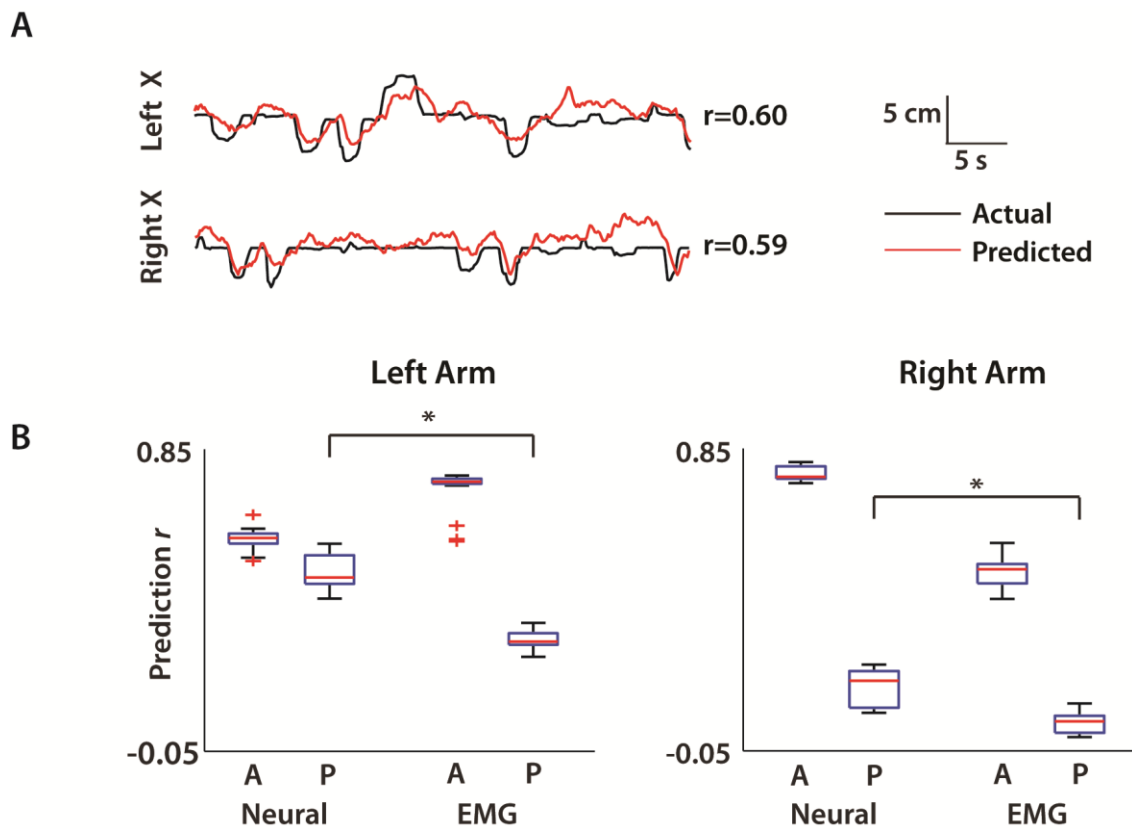 A
Left X
r=0.60
5 cm
5 s
Right X
r=0.59
Actual
Predicted
Left Arm
Right Arm
B
*
*
0.85
0.85
Prediction r
-0.05
-0.05
A P A P
A P A P
Neural EMG
Neural EMG